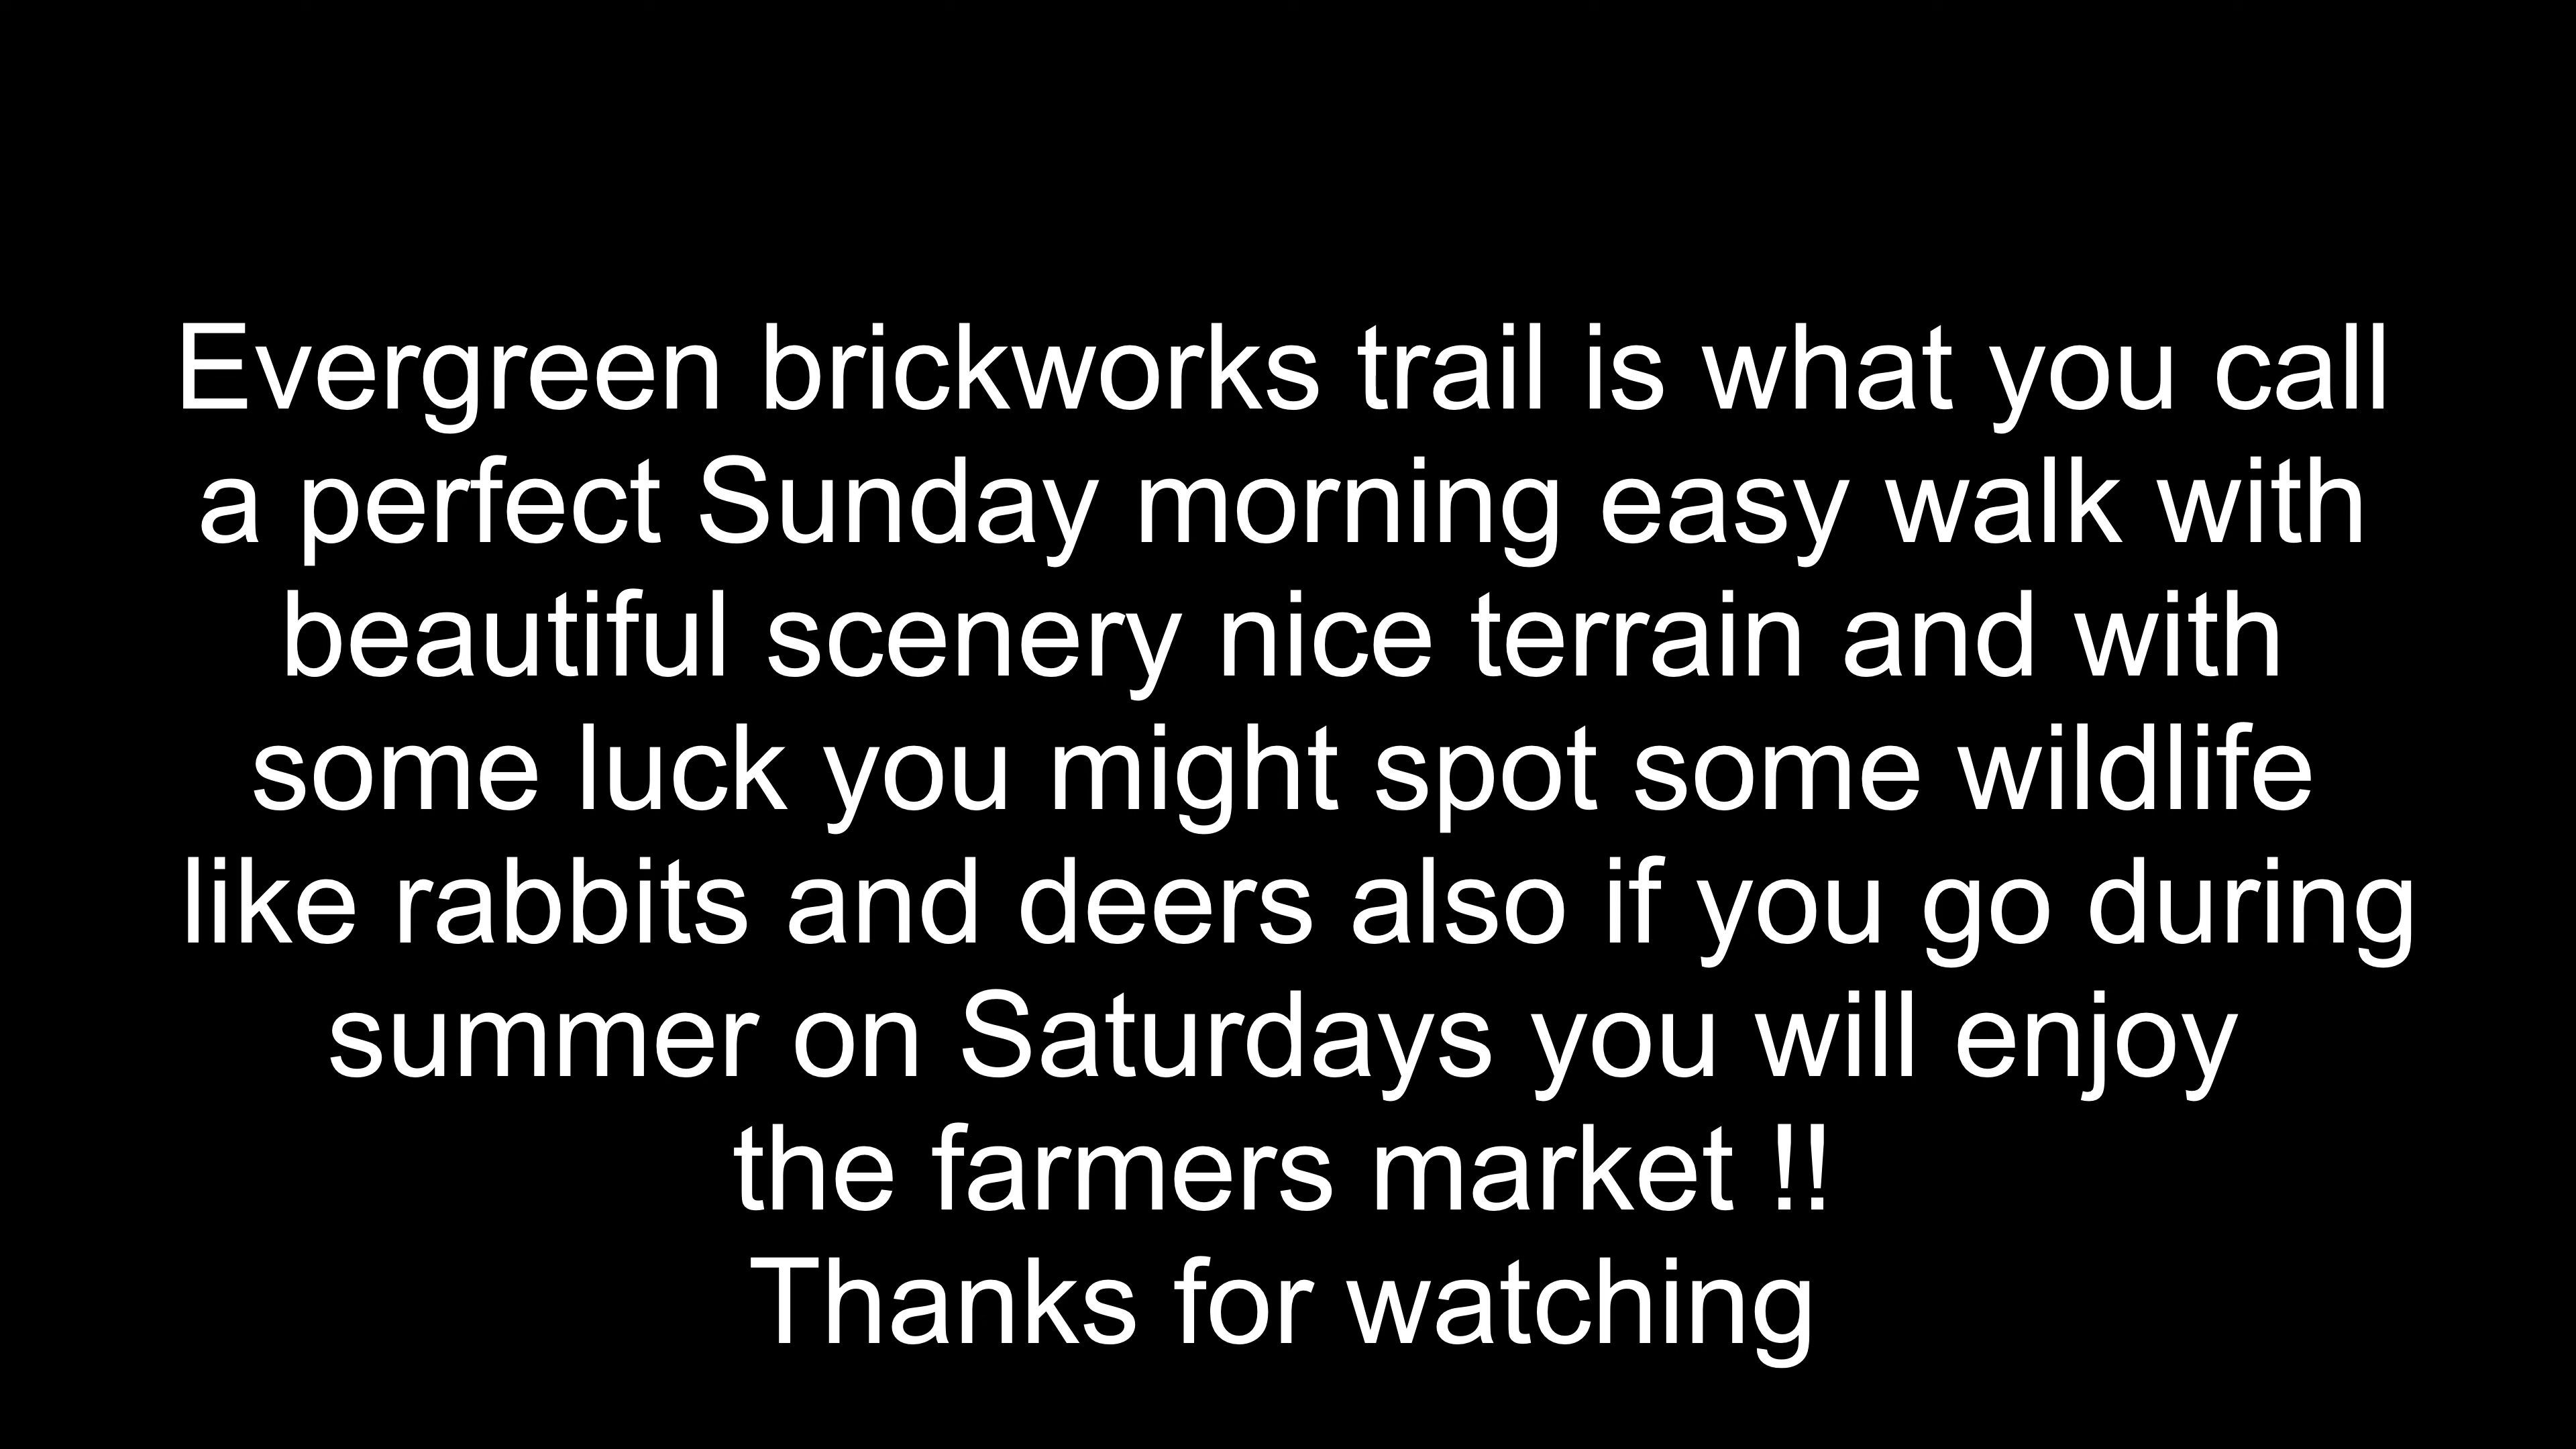 Evergreen brickworks trail is what you call
a perfect Sunday morning easy walk with
beautiful scenery nice terrain and with
some luck you might spot some wildlife
like rabbits and deers also if you go during
summer on Saturdays you will enjoy
the farmers market !!
Thanks for watching